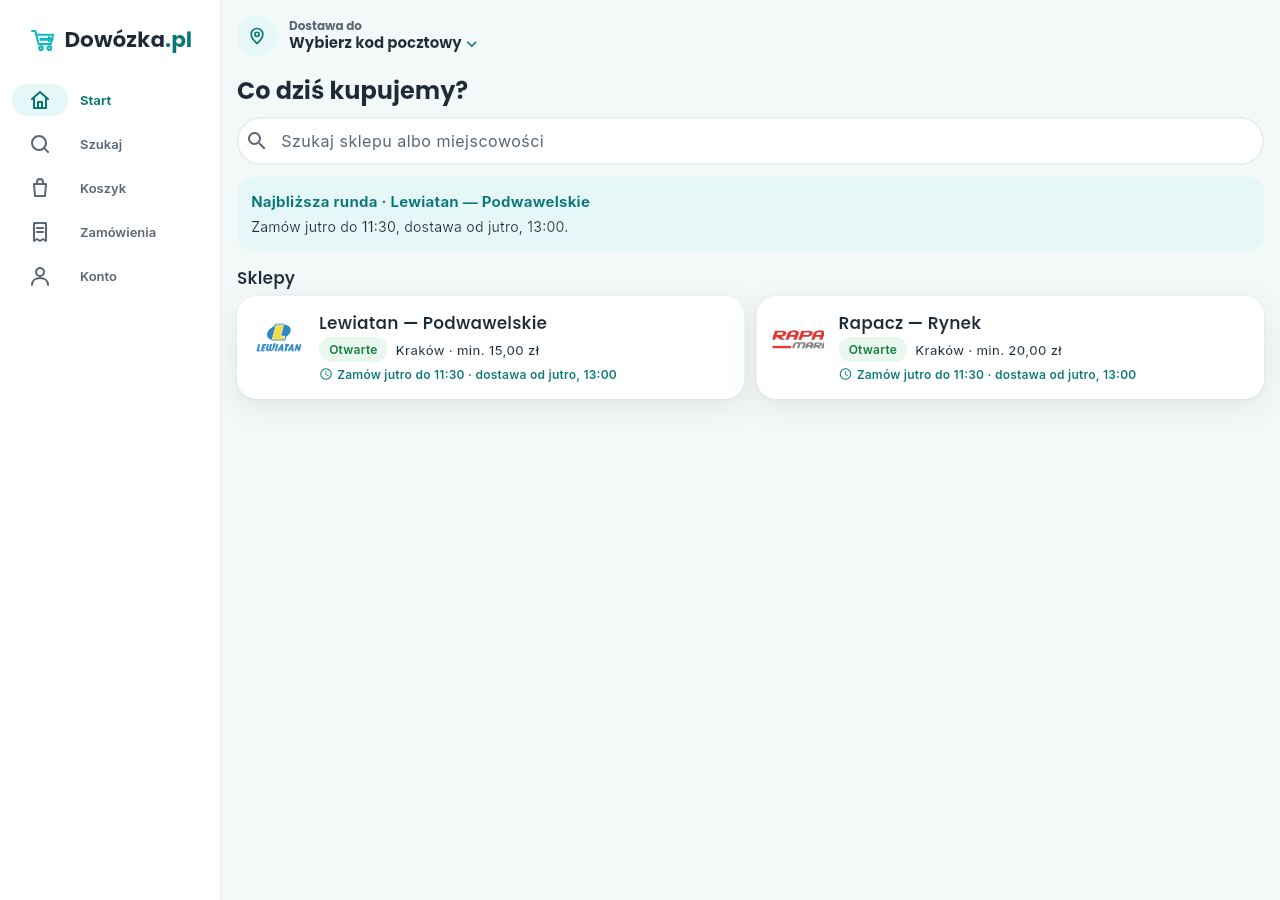 Dowózka.pl
Start
Szukaj
Koszyk
Zamówienia
Konto
Dostawa do
Wybierz kod pocztowy
Co dziś kupujemy?
Szukaj sklepu albo miejscowości
Najbliższa runda · Lewiatan — Podwawelskie
Zamów jutro do 11:30, dostawa od jutro, 13:00.
Sklepy
LEWIATAN
Lewiatan — Podwawelskie
Otwarte Kraków · min. 15,00 zł
Zamów jutro do 11:30 · dostawa od jutro, 13:00
RAPA
MAR
Rapacz — Rynek
Otwarte Kraków · min. 20,00 zł
Zamów jutro do 11:30 · dostawa od jutro, 13:00